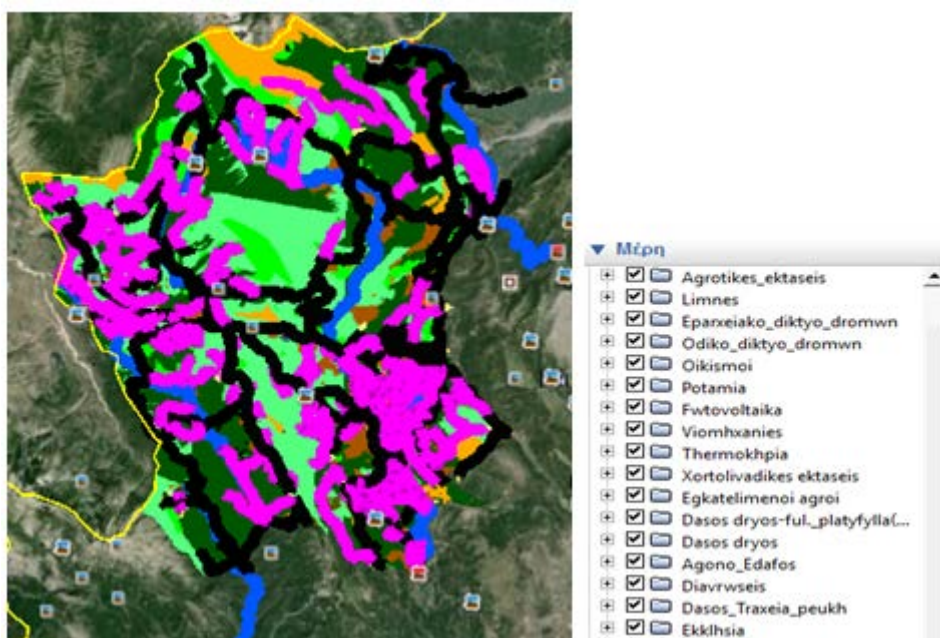 Μέρη
Agrotikes_ektaseis
Limnes
Eparxeiako_diktyo_dromwn
Odiko_diktyo_dromwn
Oikismoi
Potamia
Fwtovoltaika
Viomhxanies
Thermokhpia
Xortolivadikes ektaseis
Egkatelimenoi agroi
Dasos dryos-ful._platyfylla(...
Dasos dryos
Agono_Edafos
Diavrwseis
Dasos_Traxeia_peukh
Ekklhsia